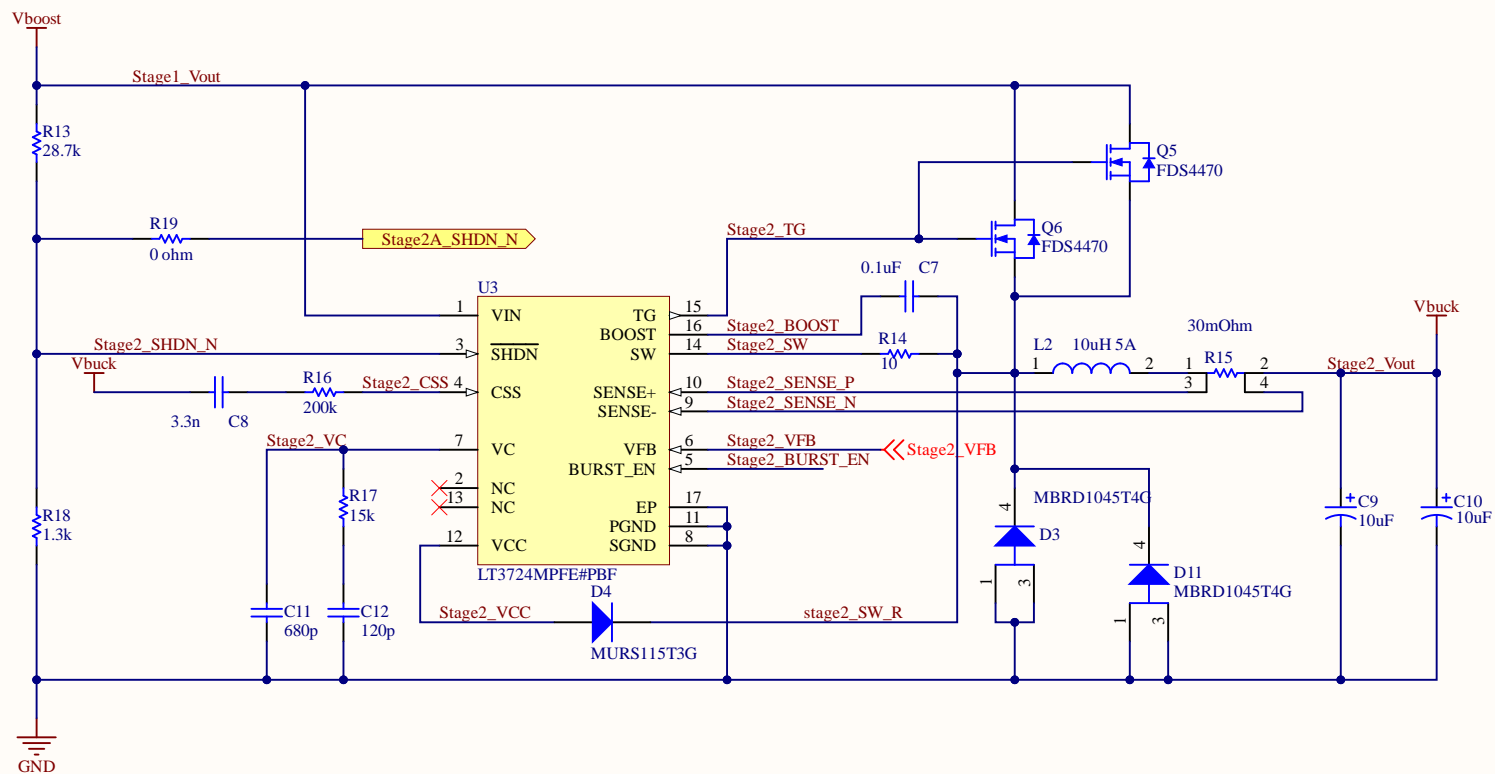 Vboost
Stage1_Vout
R13
28.7k
Q5
FDS4470
R19
0 ohm
Stage2A_SHDN_N
Stage2_TG
Q6
FDS4470
0.1uF C7
U3
1 VIN
TG 15
BOOST 16
Stage2_BOOST
Vbuck
30mOhm
Stage2_SHDN_N
3 SHDN
SW 14
Stage2_SW
R14
10
L2 10uH 5A
1 2
1 R15 2
3 4
Stage2_Vout
Vbuck
R16
200k
Stage2_CSS
4 CSS
SENSE+ 10
Stage2_SENSE_P
SENSE- 9
Stage2_SENSE_N
3.3n C8
Stage2_VC
7 VC
VFB 6
Stage2_VFB
Stage2_VFB
BURST_EN 5
Stage2_BURST_EN
2 NC
13 NC
R17
15k
EP 17
PGND 11
SGND 8
12 VCC
LT3724MPFE#PBF
R18
1.3k
MBRD1045T4G
4
D3
1 3
4
D11
MBRD1045T4G
1 3
C9
10uF
+
C10
10uF
+
C11
680p
C12
120p
D4
Stage2_VCC
stage2_SW_R
MURS115T3G
GND